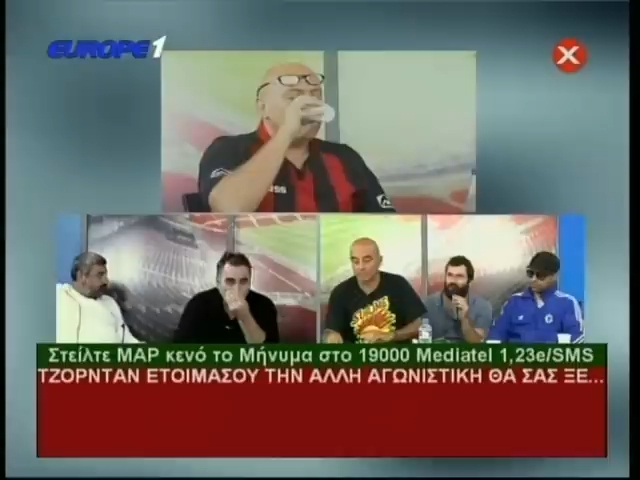 EUROPE1
X
Στείλτε ΜΑΡ κενό το Μήνυμα στο 19000 Mediatel 1,23e/SMS
ΤΖΟΡΝΤΑΝ ΕΤΟΙΜΑΣΟΥ ΤΗΝ ΑΛΛΗ ΑΓΩΝΙΣΤΙΚΗ ΘΑ ΣΑΣ ΞΕ...